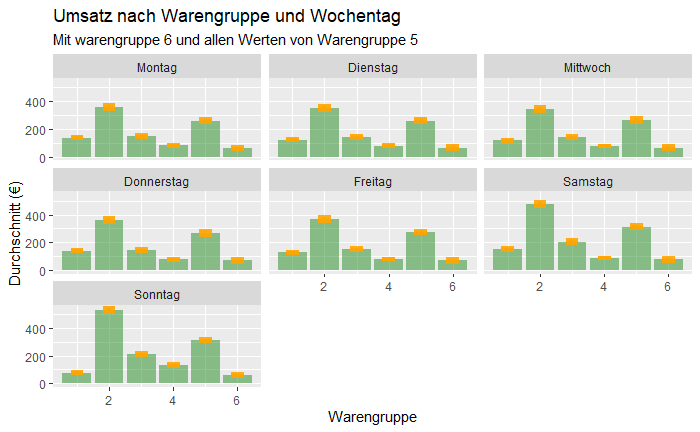 Umsatz nach Warengruppe und Wochentag
Mit warengruppe 6 und allen Werten von Warengruppe 5
Montag Dienstag Mittwoch
400
200
0
Donnerstag Freitag Samstag
400
200
0
2 4 6 2 4 6
Sonntag
400
200
0
2 4 6
Durchschnitt (€)
Warengruppe